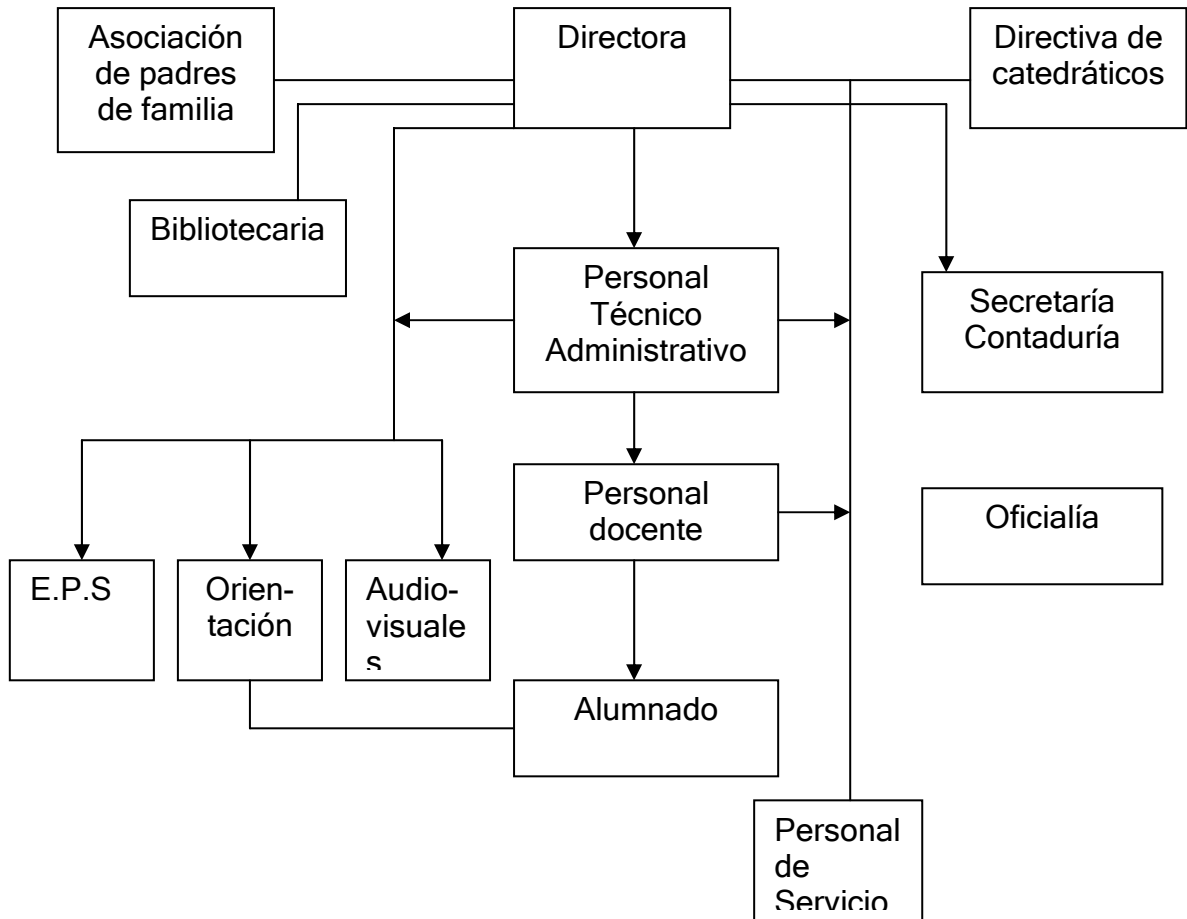 Asociación
de padres
de familia
Directora
Directiva de
catedráticos
Bibliotecaria
Personal
Técnico
Administrativo
Secretaría
Contaduría
Personal
docente
Oficialía
E.P.S
Orien-
tación
Audio-
visuale
s
Alumnado
Personal
de
Servicio